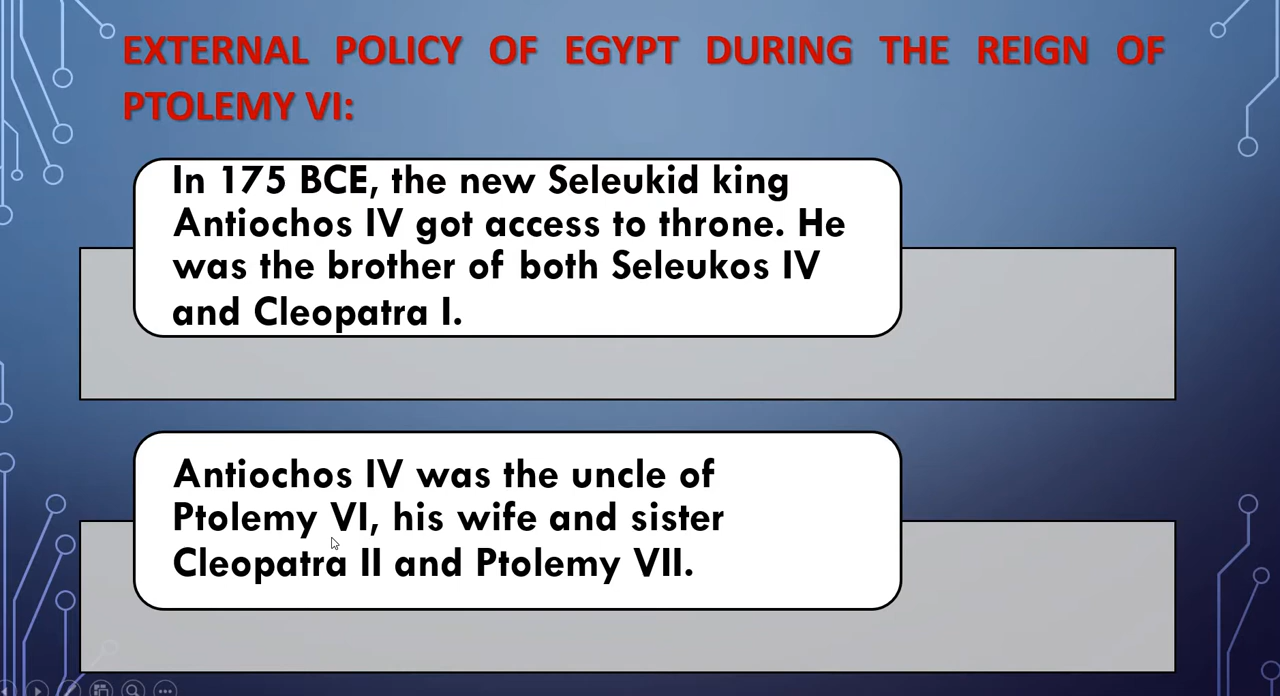 EXTERNAL POLICY OF EGYPT DURING THE REIGN OF
PTOLEMY VI:
In 175 BCE, the new Seleukid king
Antiochos IV got access to throne. He
was the brother of both Seleukos IV
and Cleopatra I.
Antiochos IV was the uncle of
Ptolemy VI, his wife and sister
Cleopatra II and Ptolemy VII.